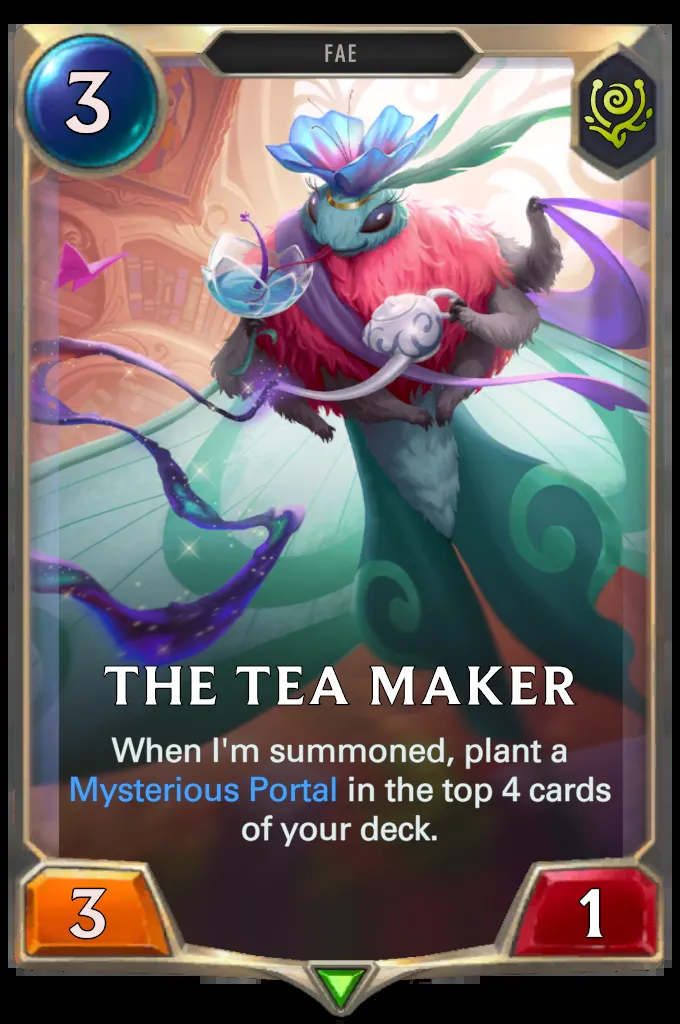 3
FAE
THE TEA MAKER
When I'm summoned, plant a
Mysterious Portal in the top 4 cards
of your deck.
3
1